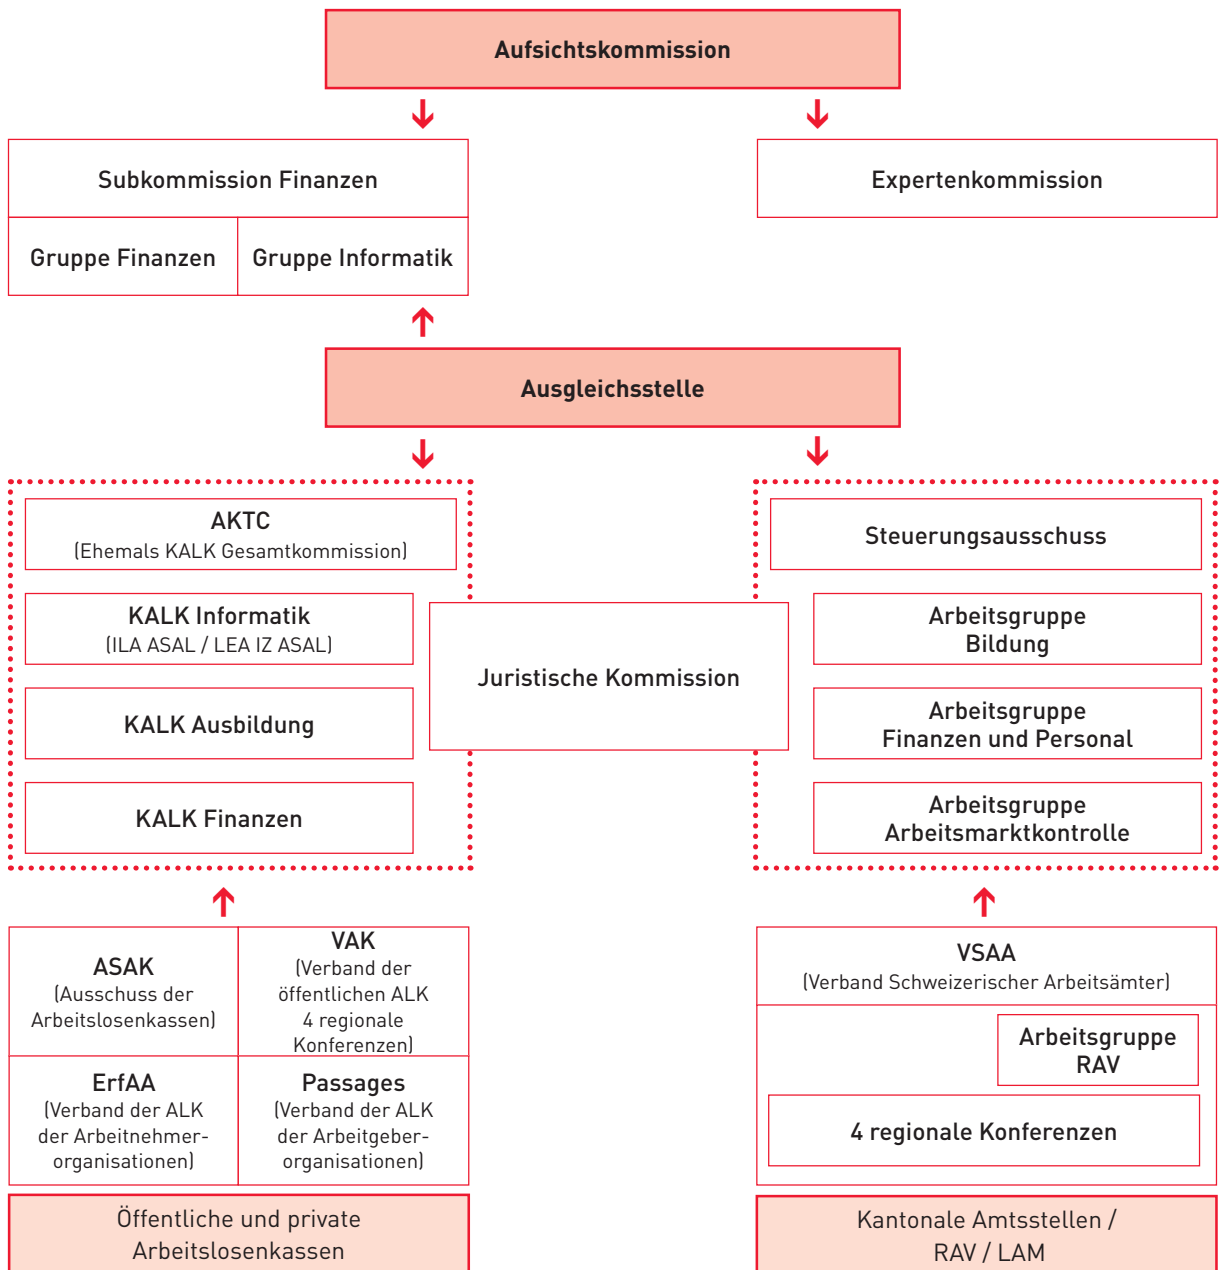 Aufsichtskommission
Subkommission Finanzen
Gruppe Finanzen
Gruppe Informatik
Expertenkommission
Ausgleichsstelle
AKTC
(Ehemals KALK Gesamtkommission)
KALK Informatik
(ILA ASAL / LEA IZ ASAL)
KALK Ausbildung
KALK Finanzen
Juristische Kommission
Steuerungsausschuss
Arbeitsgruppe
Bildung
Arbeitsgruppe
Finanzen und Personal
Arbeitsgruppe
Arbeitsmarktkontrolle
ASAK
(Ausschuss der
Arbeitslosenkassen)
VAK
(Verband der
öffentlichen ALK
4 regionale
Konferenzen)
ErfAA
(Verband der ALK
der Arbeitnehmer-
organisationen)
Passages
(Verband der ALK
der Arbeitgeber-
organisationen)
Öffentliche und private
Arbeitslosenkassen
VSAA
(Verband Schweizerischer Arbeitsämter)
Arbeitsgruppe
RAV
4 regionale Konferenzen
Kantonale Amtsstellen /
RAV / LAM